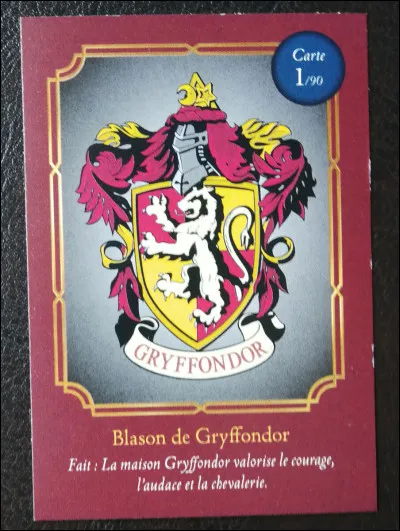 Carte
1/90
GRYFFONDOR
Blason de Gryffondor
Fait : La maison Gryffondor valorise le courage,
l'audace et la chevalerie.